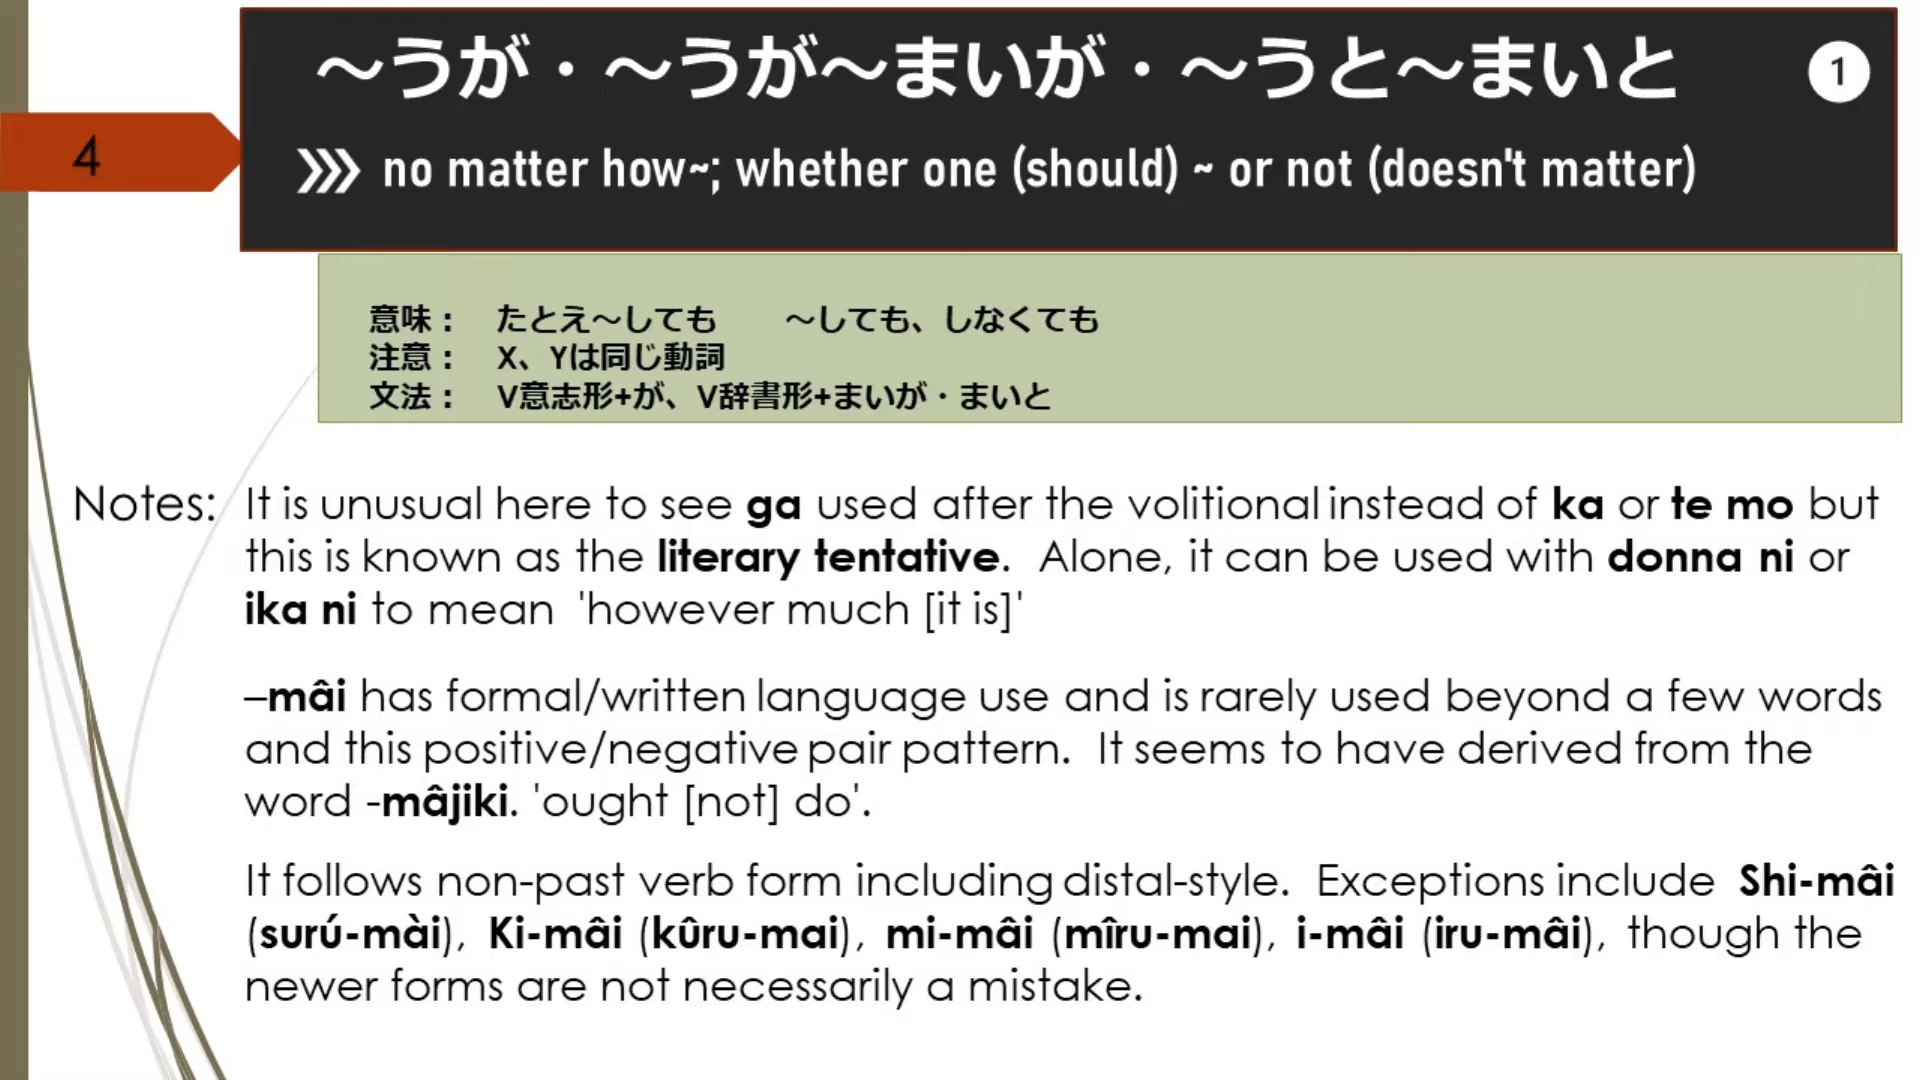 ～うが・～うが～まいが・～うと～まいと
1
4
no matter how~; whether one (should) ~ or not (doesn't matter)
意味： たとえ～しても ～しても、しなくても
注意： X、Yは同じ動詞
文法： V意志形+が、V辞書形+まいが・まいと
Notes: It is unusual here to see ga used after the volitional instead of ka or te mo but
this is known as the literary tentative. Alone, it can be used with donna ni or
ika ni to mean 'however much [it is]'
–mâi has formal/written language use and is rarely used beyond a few words
and this positive/negative pair pattern. It seems to have derived from the
word -mâjiki. 'ought [not] do'.
It follows non-past verb form including distal-style. Exceptions include Shi-mâi
(surú-mài), Ki-mâi (kûru-mai), mi-mâi (mîru-mai), i-mâi (iru-mâi), though the
newer forms are not necessarily a mistake.